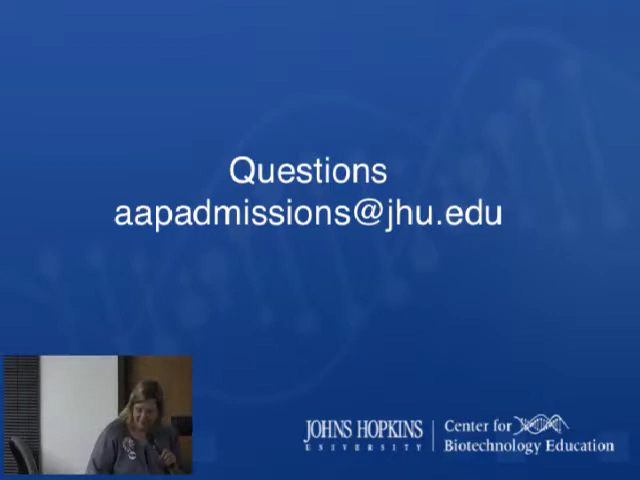 Questions
aapadmissions@jhu.edu
JOHNS HOPKINS
UNIVERSITY
Center for
Biotechnology Education